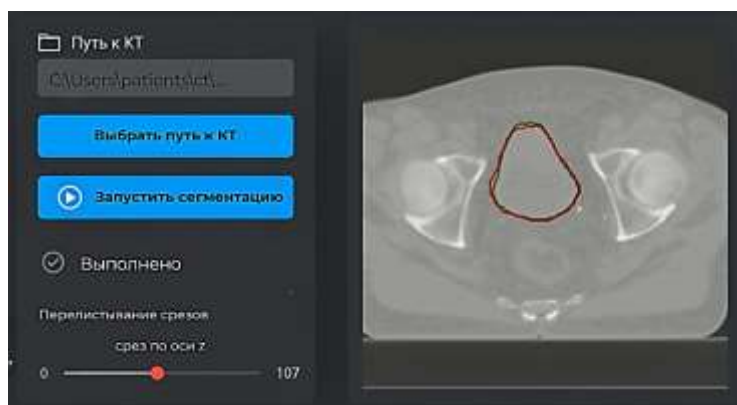 Путь к КТ
C:\Users\patients\ct\...
Выбрать путь к КТ
Запустить сегментацию
Выполнено
Перелистывание срезов
срез по оси z
0
107